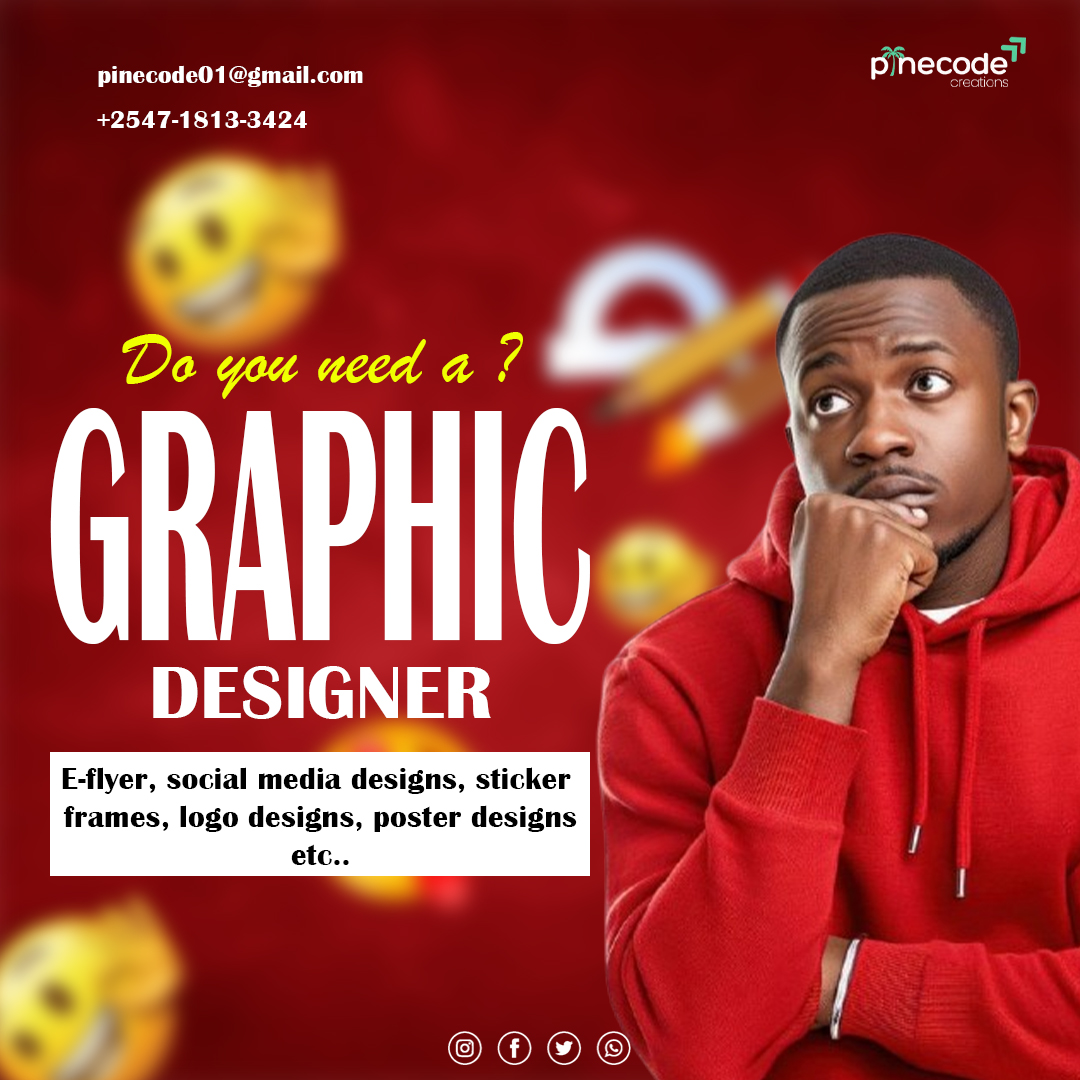 pinecode01@gmail.com
+2547-1813-3424
pinecode
creations
Do you need a ?
GRAPHIC
DESIGNER
E-flyer, social media designs, sticker
frames, logo designs, poster designs
etc..